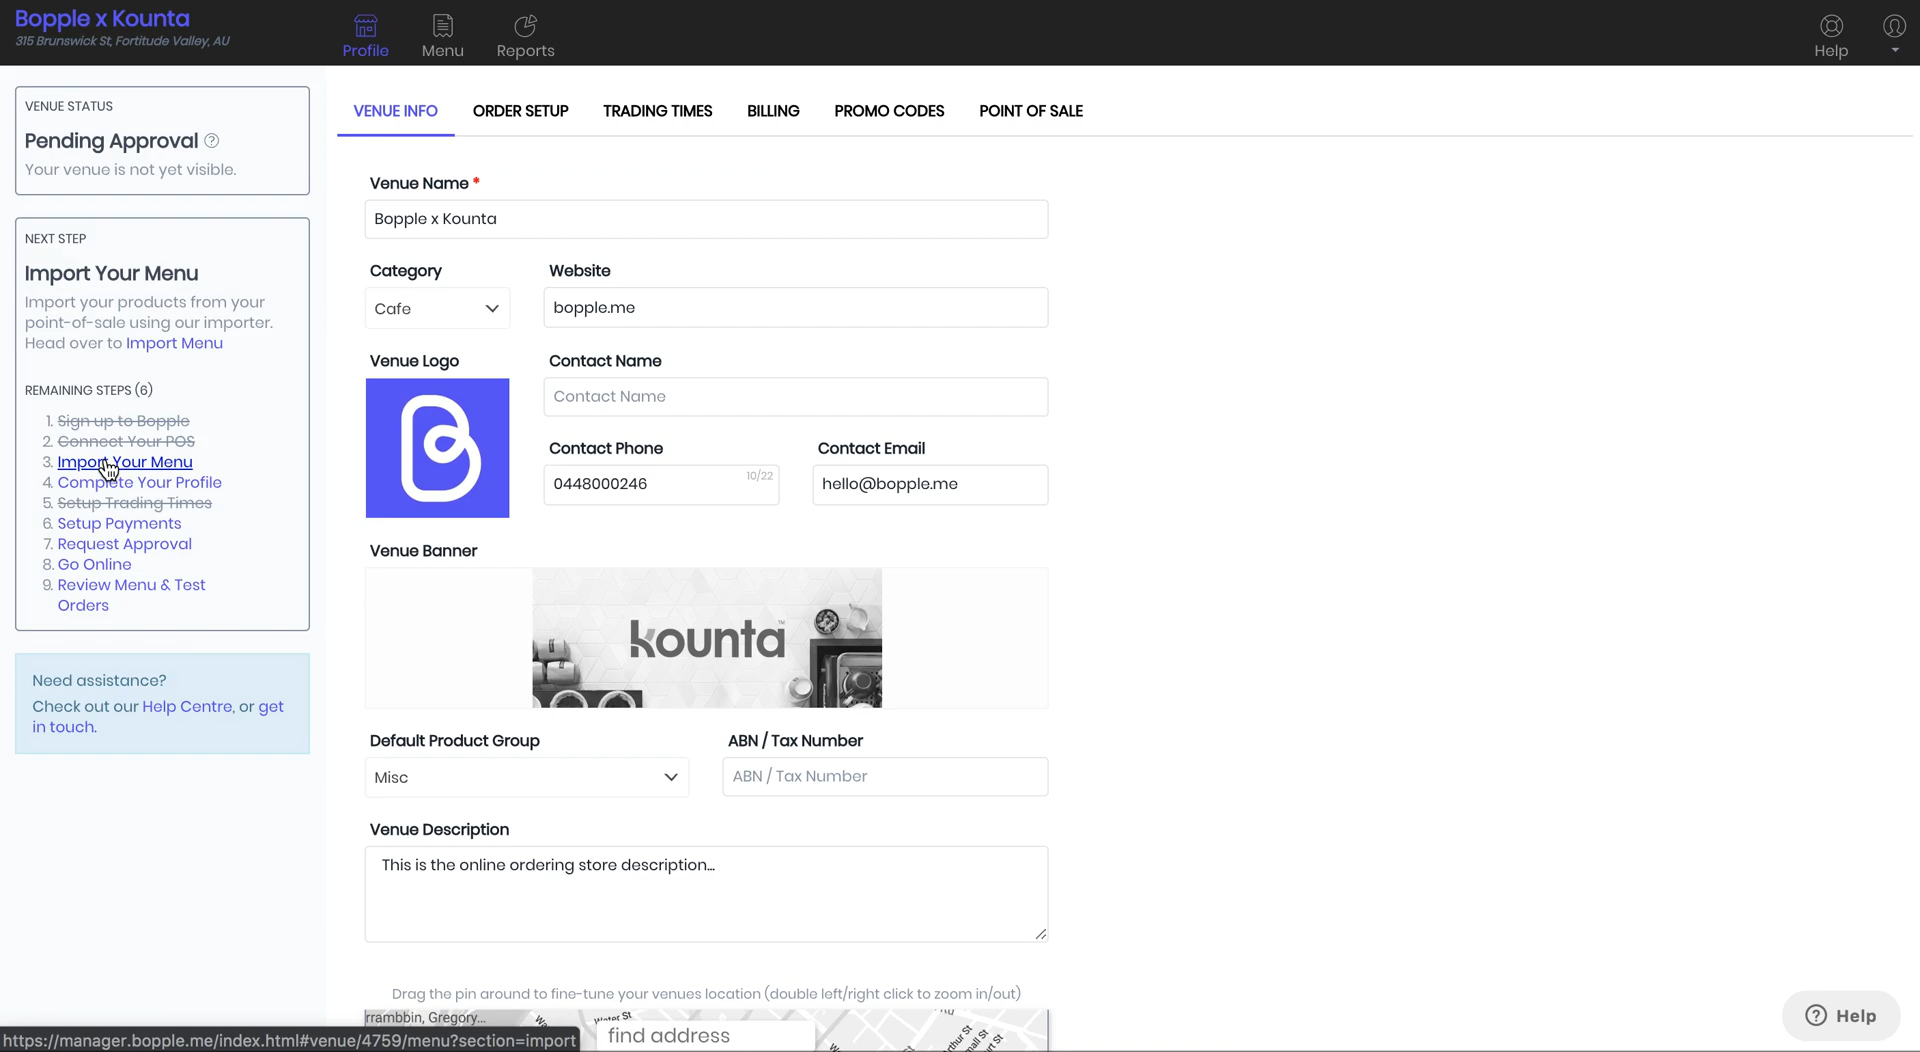 Bopple x Kounta
315 Brunswick St, Fortitude Valley, AU
Profile
Menu
Reports
Help
VENUE STATUS
Pending Approval
Your venue is not yet visible.
NEXT STEP
Import Your Menu
Import your products from your
point-of-sale using our importer.
Head over to Import Menu
REMAINING STEPS (6)
1. Sign up to Bopple
2. Connect Your POS
3. Import Your Menu
4. Complete Your Profile
5. Setup Trading Times
6. Setup Payments
7. Request Approval
8. Go Online
9. Review Menu & Test
Orders
Need assistance?
Check out our Help Centre, or get
in touch.
VENUE INFO
ORDER SETUP
TRADING TIMES
BILLING
PROMO CODES
POINT OF SALE
Venue Name *
Bopple x Kounta
Category
Website
Cafe
bopple.me
Venue Logo
Contact Name
Contact Name
Contact Phone
Contact Email
0448000246
10/22
hello@bopple.me
Venue Banner
kounta™
Default Product Group
ABN / Tax Number
Misc
ABN / Tax Number
Venue Description
This is the online ordering store description...
Drag the pin around to fine-tune your venues location (double left/right click to zoom in/out)
rrambbin, Gregory...
Water St
find address
Help
https://manager.bopple.me/index.html#venue/4759/menu?section=import